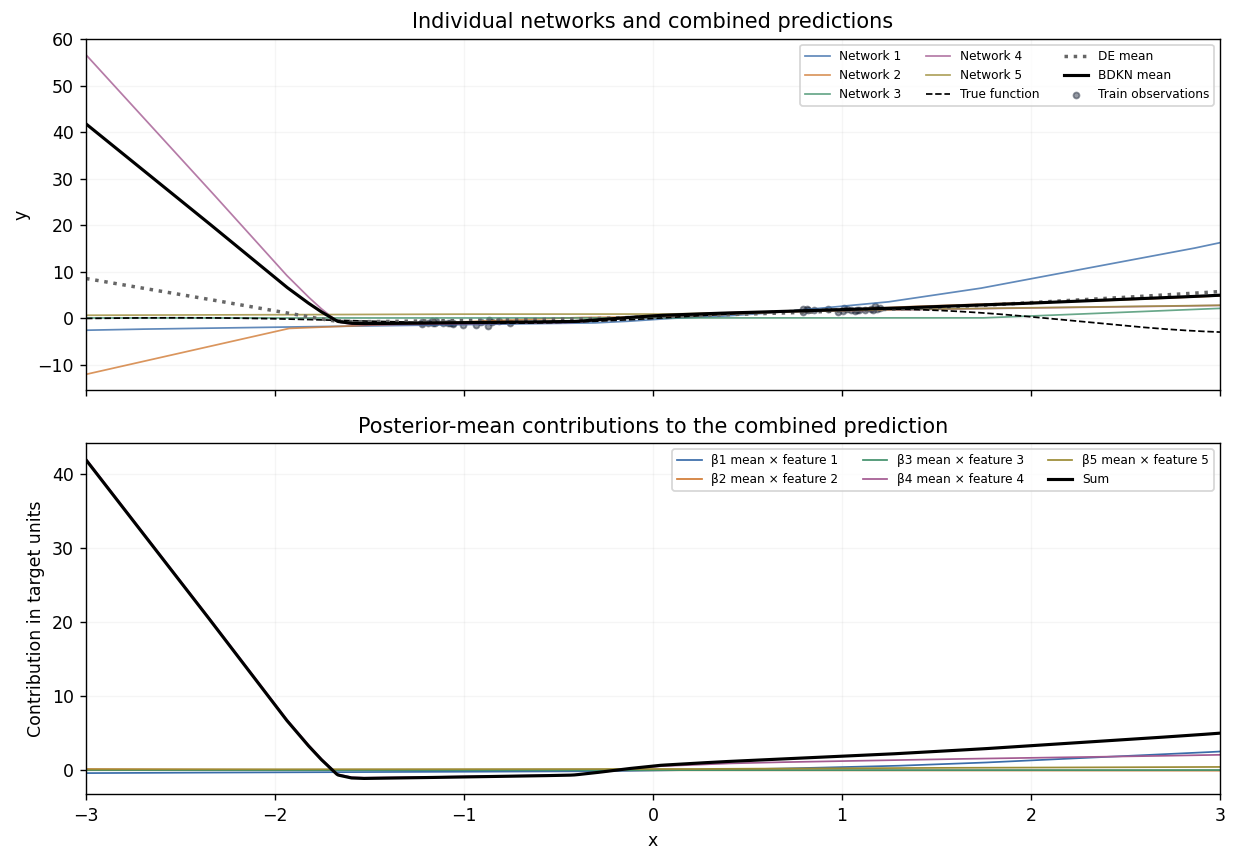 Individual networks and combined predictions
60
50
40
30
20
10
0
−10
y
Network 1
Network 2
Network 3
Network 4
Network 5
True function
DE mean
BDKN mean
Train observations
Posterior-mean contributions to the combined prediction
40
30
20
10
0
Contribution in target units
β1 mean × feature 1
β2 mean × feature 2
β3 mean × feature 3
β4 mean × feature 4
β5 mean × feature 5
Sum
−3 −2 −1 0 1 2 3
x